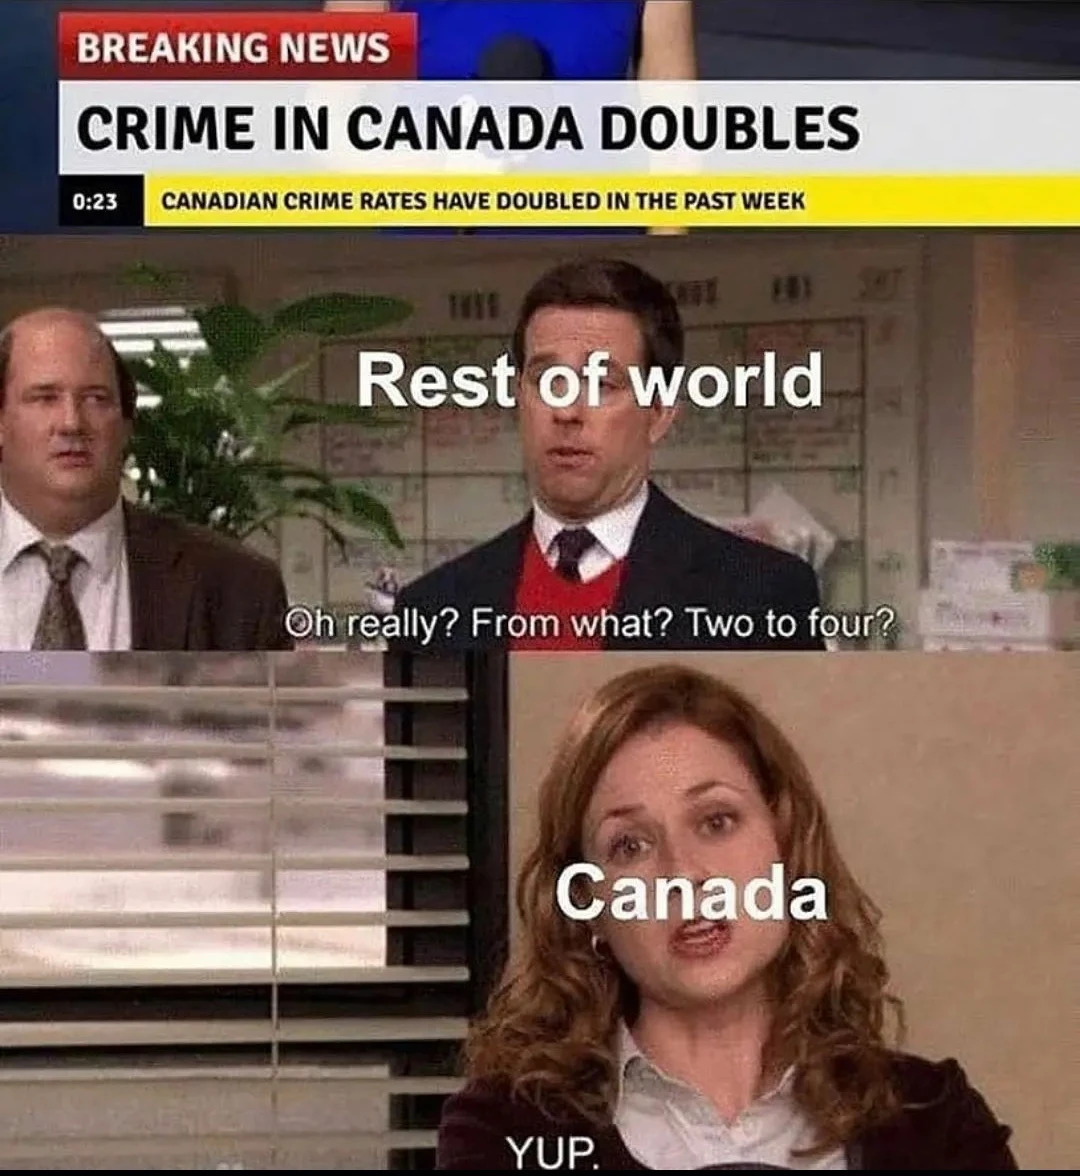 BREAKING NEWS
CRIME IN CANADA DOUBLES
0:23 CANADIAN CRIME RATES HAVE DOUBLED IN THE PAST WEEK
Rest of world
Oh really? From what? Two to four?
Canada
YUP.